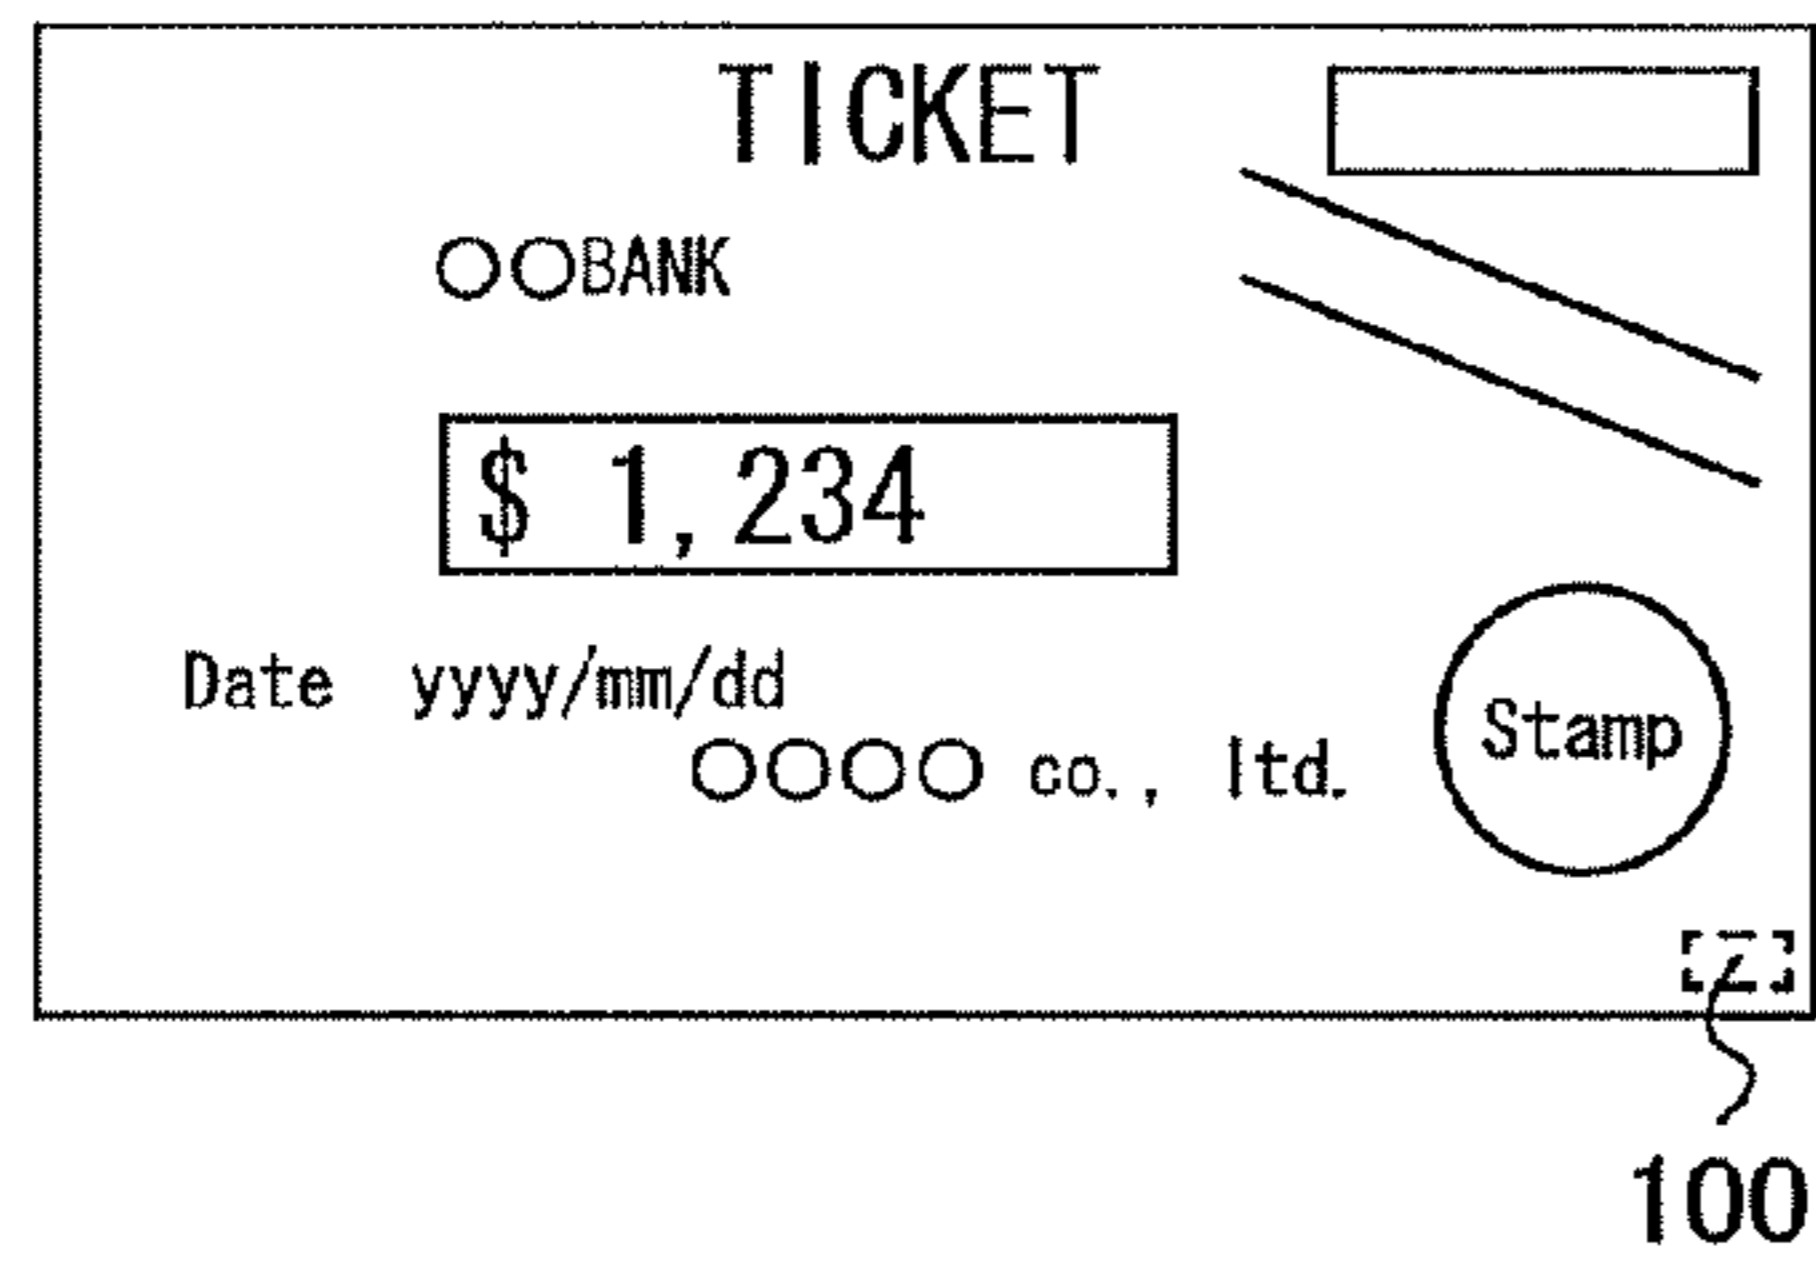 TICKET
○○BANK
$ 1,234
Date yyyy/mm/dd
○○○○ co., ltd.
Stamp
100